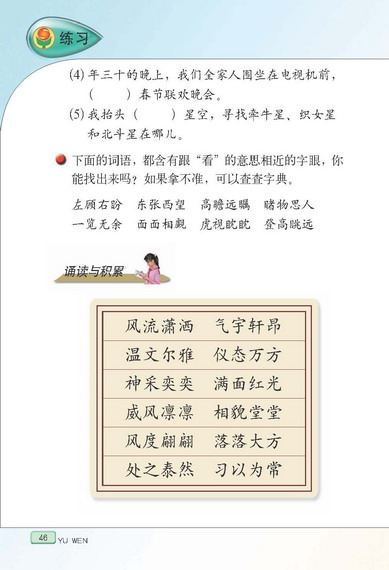 练习
(4) 年三十的晚上，我们全家人围坐在电视机前，
（　　）春节联欢晚会。
(5) 我抬头（　　）星空，寻找牵牛星、织女星
和北斗星在哪儿。
下面的词语，都含有跟“看”的意思相近的字眼，你
能找出来吗？如果拿不准，可以查查字典。
左顾右盼　东张西望　高瞻远瞩　睹物思人
一览无余　面面相觑　虎视眈眈　登高眺远
诵读与积累
风流潇洒　气宇轩昂
温文尔雅　仪态万方
神采奕奕　满面红光
威风凛凛　相貌堂堂
风度翩翩　落落大方
处之泰然　习以为常
46 YU WEN